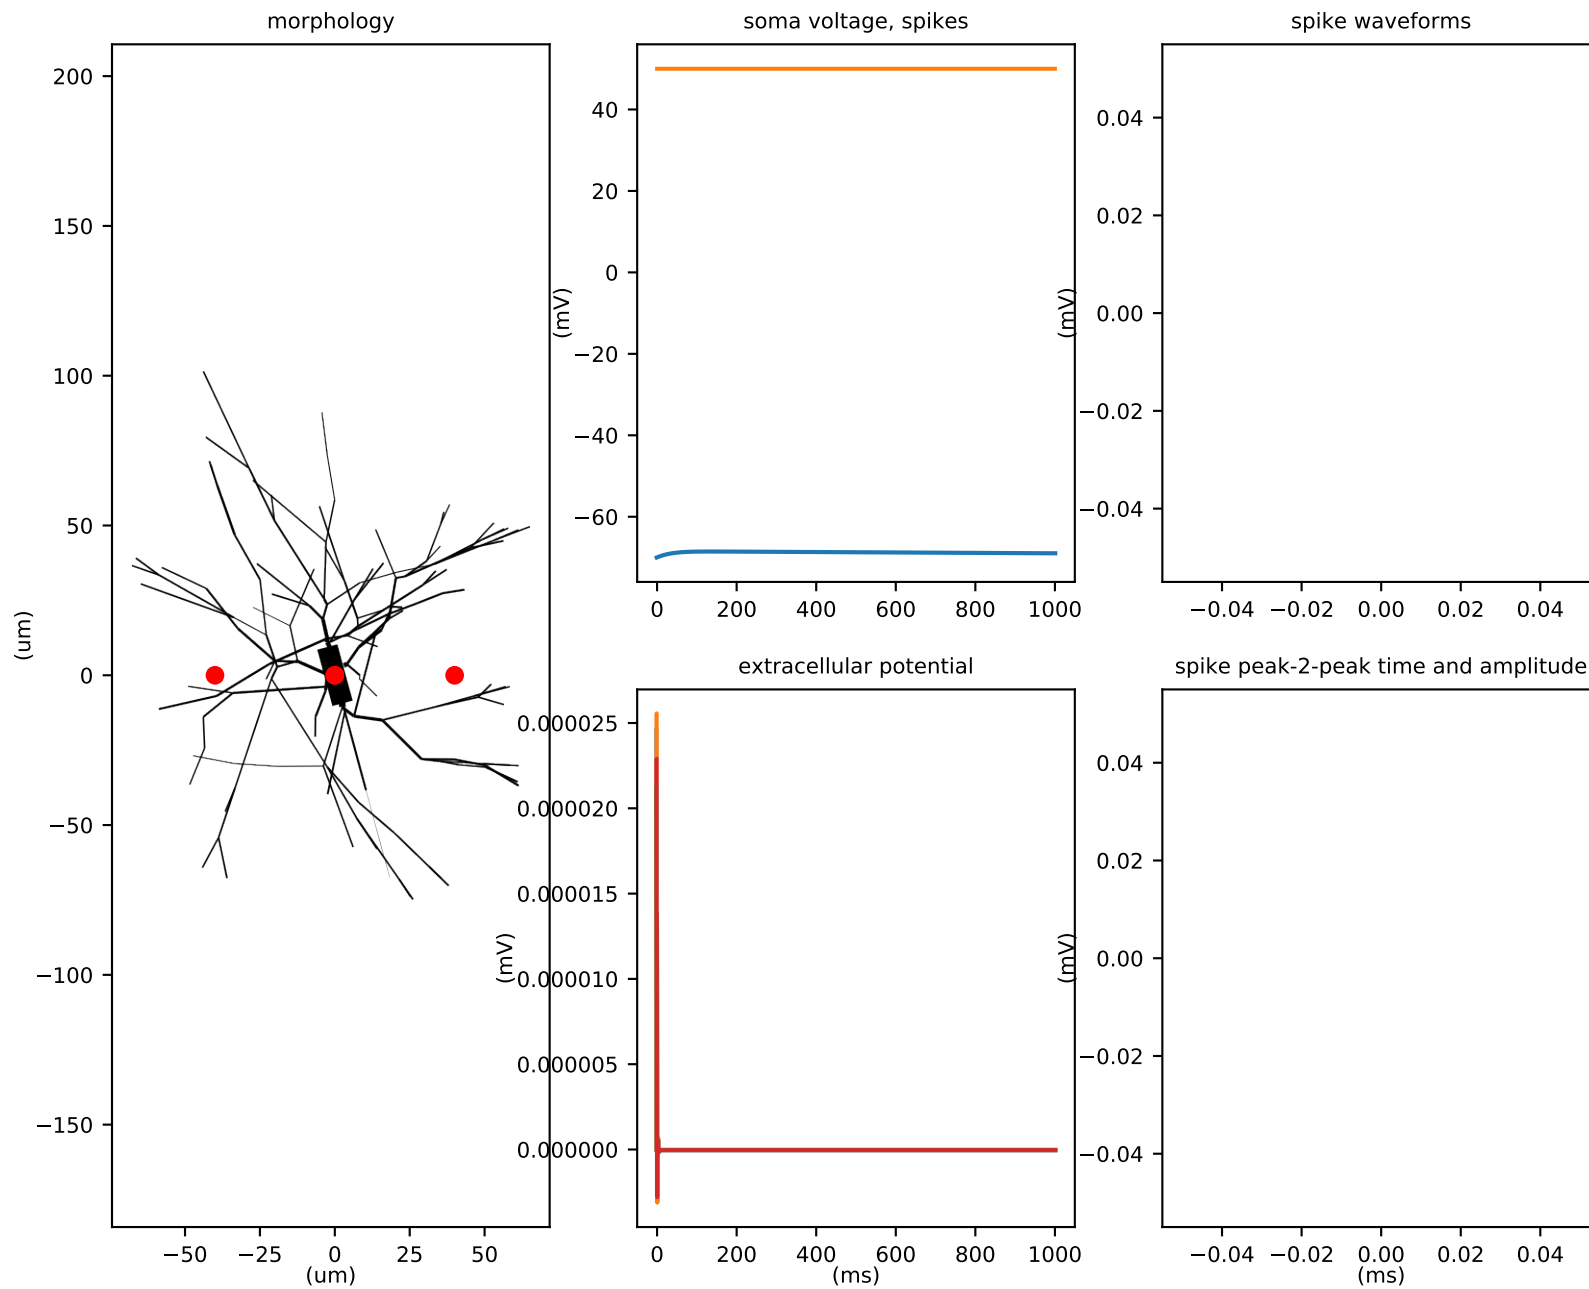 morphology
200
150
100
50
0
−50
−100
−150
(um)
−50 −25 0 25 50
(um)
soma voltage, spikes
40
20
0
−20
−40
−60
(mV)
0 200 400 600 800 1000
spike waveforms
0.04
0.02
0.00
−0.02
−0.04
(mV)
−0.04 −0.02 0.00 0.02 0.04
extracellular potential
0.000025
0.000020
0.000015
0.000010
0.000005
0.000000
(mV)
0 200 400 600 800 1000
(ms)
spike peak-2-peak time and amplitude
0.04
0.02
0.00
−0.02
−0.04
(mV)
−0.04 −0.02 0.00 0.02 0.04
(ms)